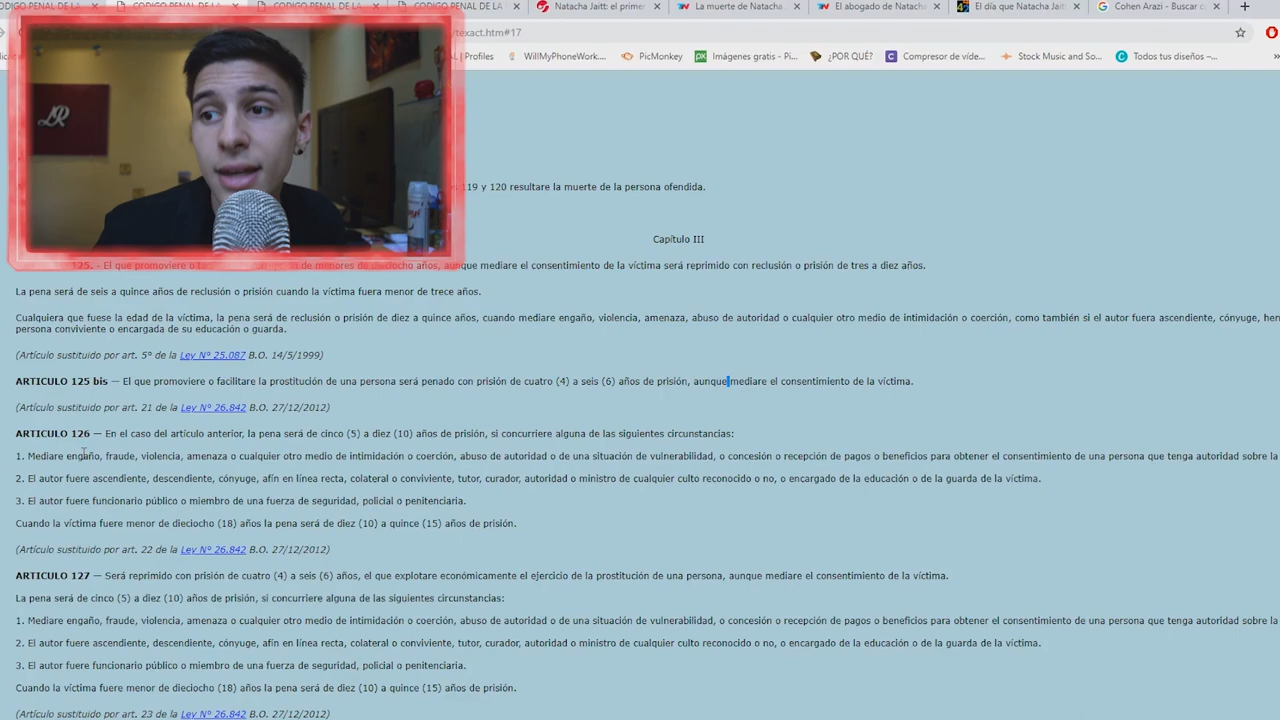 CODIGO PENAL DE LA
CODIGO PENAL DE LA
CODIGO PENAL DE LA
CODIGO PENAL DE LA
Natacha Jaitt: el primer
La muerte de Natacha
El abogado de Natacha
El día que Natacha Jaitt
Cohen Arazi - Buscar c
/texact.htm#17
| Profiles
WillMyPhoneWork....
PicMonkey
Imágenes gratis - Pi...
¿POR QUÉ?
Compresor de víde...
Stock Music and So...
Todos tus diseños –...
119 y 120 resultare la muerte de la persona ofendida.
Capítulo III
125. - El que promoviere o de menores de dieciocho años, aunque mediare el consentimiento de la víctima será reprimido con reclusión o prisión de tres a diez años.
La pena será de seis a quince años de reclusión o prisión cuando la víctima fuera menor de trece años.
Cualquiera que fuese la edad de la víctima, la pena será de reclusión o prisión de diez a quince años, cuando mediare engaño, violencia, amenaza, abuso de autoridad o cualquier otro medio de intimidación o coerción, como también si el autor fuera ascendiente, cónyuge, her
persona conviviente o encargada de su educación o guarda.
(Artículo sustituido por art. 5° de la Ley N° 25.087 B.O. 14/5/1999)
ARTICULO 125 bis — El que promoviere o facilitare la prostitución de una persona será penado con prisión de cuatro (4) a seis (6) años de prisión, aunque mediare el consentimiento de la víctima.
(Artículo sustituido por art. 21 de la Ley N° 26.842 B.O. 27/12/2012)
ARTICULO 126 — En el caso del artículo anterior, la pena será de cinco (5) a diez (10) años de prisión, si concurriere alguna de las siguientes circunstancias:
1. Mediare engaño, fraude, violencia, amenaza o cualquier otro medio de intimidación o coerción, abuso de autoridad o de una situación de vulnerabilidad, o concesión o recepción de pagos o beneficios para obtener el consentimiento de una persona que tenga autoridad sobre la
2. El autor fuere ascendiente, descendiente, cónyuge, afín en línea recta, colateral o conviviente, tutor, curador, autoridad o ministro de cualquier culto reconocido o no, o encargado de la educación o de la guarda de la víctima.
3. El autor fuere funcionario público o miembro de una fuerza de seguridad, policial o penitenciaria.
Cuando la víctima fuere menor de dieciocho (18) años la pena será de diez (10) a quince (15) años de prisión.
(Artículo sustituido por art. 22 de la Ley N° 26.842 B.O. 27/12/2012)
ARTICULO 127 — Será reprimido con prisión de cuatro (4) a seis (6) años, el que explotare económicamente el ejercicio de la prostitución de una persona, aunque mediare el consentimiento de la víctima.
La pena será de cinco (5) a diez (10) años de prisión, si concurriere alguna de las siguientes circunstancias:
1. Mediare engaño, fraude, violencia, amenaza o cualquier otro medio de intimidación o coerción, abuso de autoridad o de una situación de vulnerabilidad, o concesión o recepción de pagos o beneficios para obtener el consentimiento de una persona que tenga autoridad sobre la
2. El autor fuere ascendiente, descendiente, cónyuge, afín en línea recta, colateral o conviviente, tutor, curador, autoridad o ministro de cualquier culto reconocido o no, o encargado de la educación o de la guarda de la víctima.
3. El autor fuere funcionario público o miembro de una fuerza de seguridad, policial o penitenciaria.
Cuando la víctima fuere menor de dieciocho (18) años la pena será de diez (10) a quince (15) años de prisión.
(Artículo sustituido por art. 23 de la Ley N° 26.842 B.O. 27/12/2012)